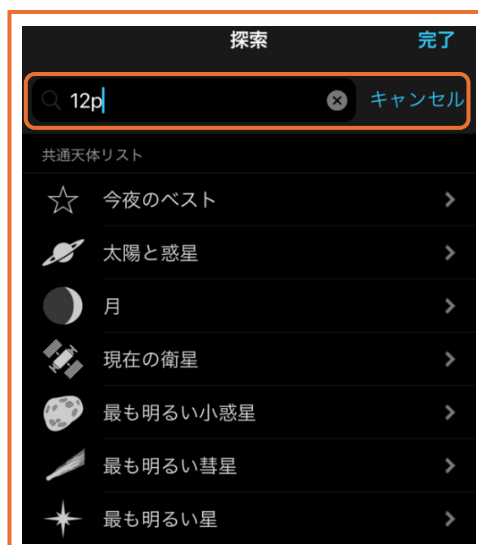 探索 完了
12p キャンセル
共通天体リスト
今夜のベスト
太陽と惑星
月
現在の衛星
最も明るい小惑星
最も明るい彗星
最も明るい星